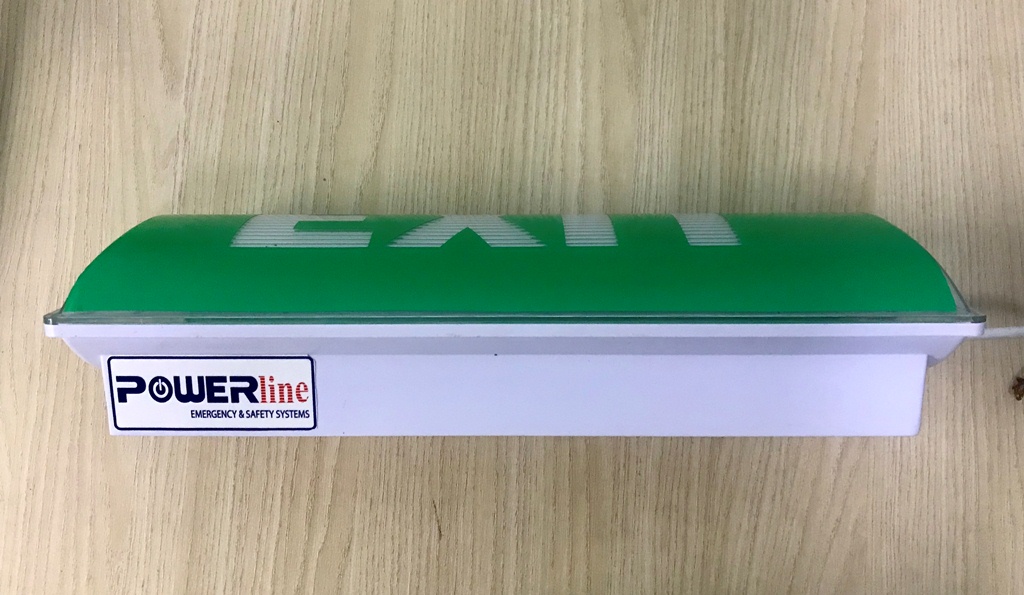 EXIT
POWERline
EMERGENCY & SAFETY SYSTEMS